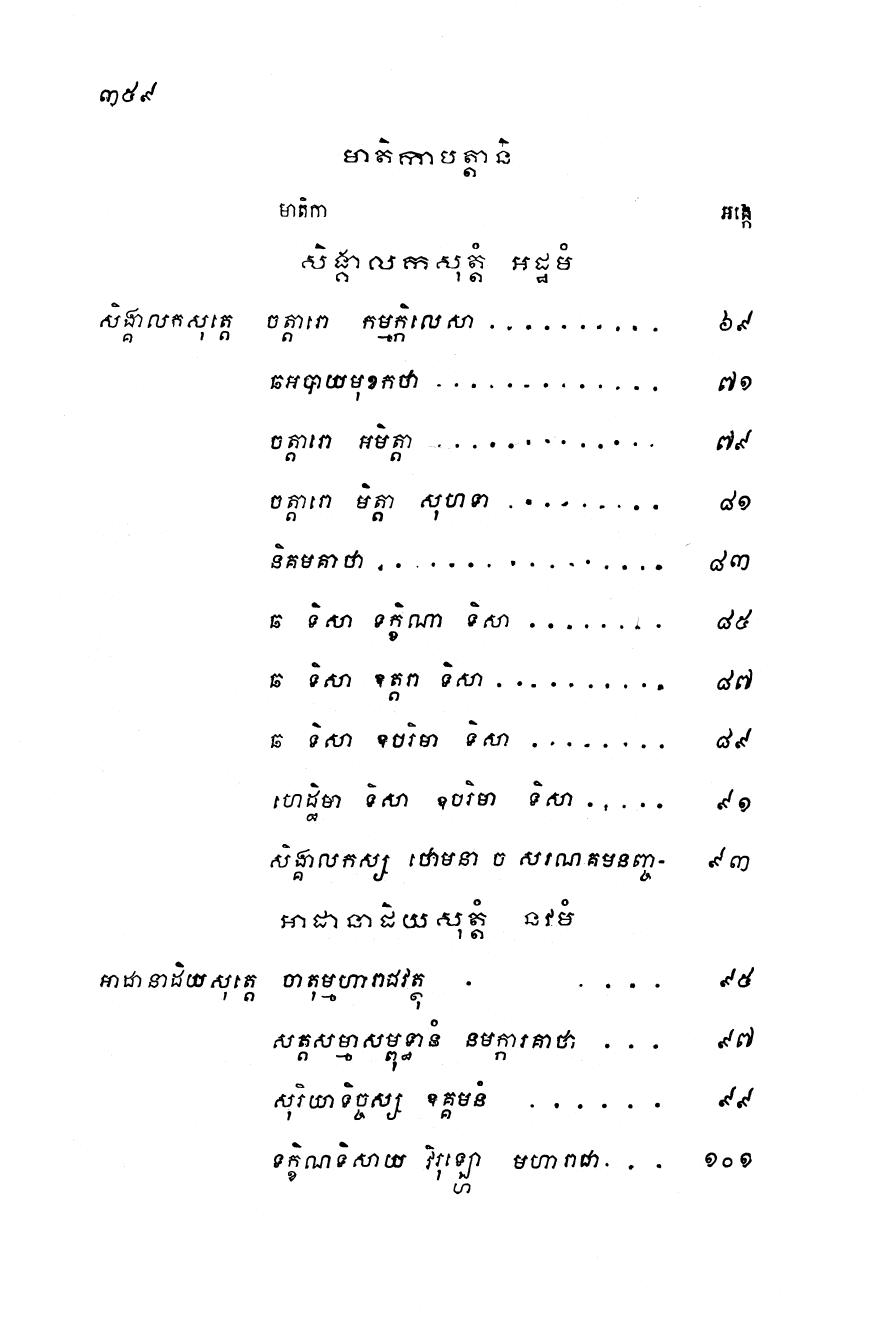 ៣៥៩
មាតិកាបត្តានិ
មាតិកា អង្កេ
សិង្គាលកសុត្តំ អដ្ឋមំ
សិង្គាលកសុត្តេ ចត្តារោ កម្មក្កិលេសា .......... ៦៩
ឆអបាយមុខកថា ............. ៧១
ចត្តារោ អមិត្តា ............. ៧៩
ចត្តារោ មិត្តា សុហទា ......... ៨១
និគមគាថា ................ ៨៣
ឆ ទិសា ទក្ខិណា ទិសា ........ ៨៥
ឆ ទិសា ឧត្តរា ទិសា .......... ៨៧
ឆ ទិសា ឧបរិមា ទិសា ........ ៨៩
ហេដ្ឋិមា ទិសា ឧបរិមា ទិសា ..... ៩១
សិង្គាលកស្ស ថោមនា ច សរណគមនញ្ច- ៩៣
អាដានាដិយសុត្តំ នវមំ
អាដានាដិយសុត្តេ ចាតុម្មហារាជវត្ថុ . .... ៩៥
សត្តសម្មាសម្ពុទ្ធានំ នមក្ការគាថា ... ៩៧
សុរិយាទិច្ចស្ស ឧគ្គមនំ ...... ៩៩
ទក្ខិណទិសាយ វិរុឡ្ហោ មហារាជា... ១០១